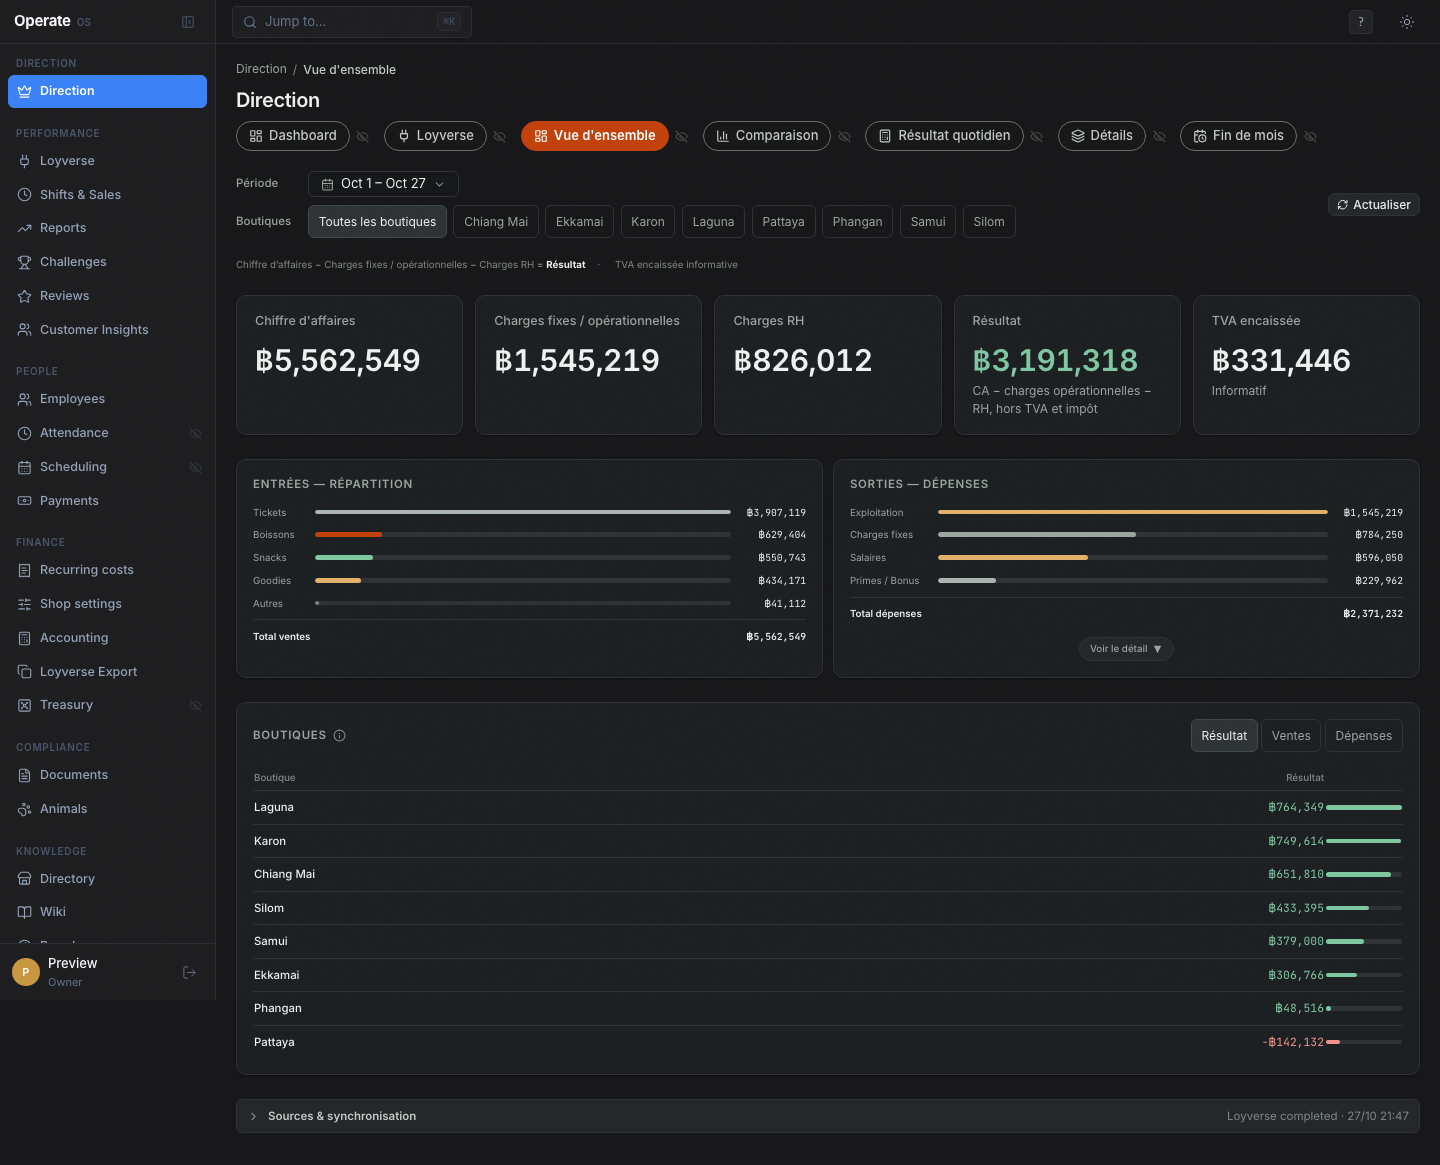 Operate OS
Jump to...
⌘K
?
DIRECTION
Direction
PERFORMANCE
Loyverse
Shifts & Sales
Reports
Challenges
Reviews
Customer Insights
PEOPLE
Employees
Attendance
Scheduling
Payments
FINANCE
Recurring costs
Shop settings
Accounting
Loyverse Export
Treasury
COMPLIANCE
Documents
Animals
KNOWLEDGE
Directory
Wiki
P
Preview
Owner
Direction / Vue d'ensemble
Direction
Dashboard
Loyverse
Vue d'ensemble
Comparaison
Résultat quotidien
Détails
Fin de mois
Période
Oct 1 – Oct 27
Boutiques
Toutes les boutiques
Chiang Mai
Ekkamai
Karon
Laguna
Pattaya
Phangan
Samui
Silom
Actualiser
Chiffre d'affaires − Charges fixes / opérationnelles − Charges RH = Résultat · TVA encaissée informative
Chiffre d'affaires
฿5,562,549
Charges fixes / opérationnelles
฿1,545,219
Charges RH
฿826,012
Résultat
฿3,191,318
CA − charges opérationnelles −
RH, hors TVA et impôt
TVA encaissée
฿331,446
Informatif
ENTRÉES — RÉPARTITION
Tickets ฿3,907,119
Boissons ฿629,404
Snacks ฿550,743
Goodies ฿434,171
Autres ฿41,112
Total ventes ฿5,562,549
SORTIES — DÉPENSES
Exploitation ฿1,545,219
Charges fixes ฿784,250
Salaires ฿596,050
Primes / Bonus ฿229,962
Total dépenses ฿2,371,232
Voir le détail ▼
BOUTIQUES
Résultat
Ventes
Dépenses
Boutique Résultat
Laguna ฿764,349
Karon ฿749,614
Chiang Mai ฿651,810
Silom ฿433,395
Samui ฿379,000
Ekkamai ฿306,766
Phangan ฿48,516
Pattaya -฿142,132
Sources & synchronisation
Loyverse completed · 27/10 21:47